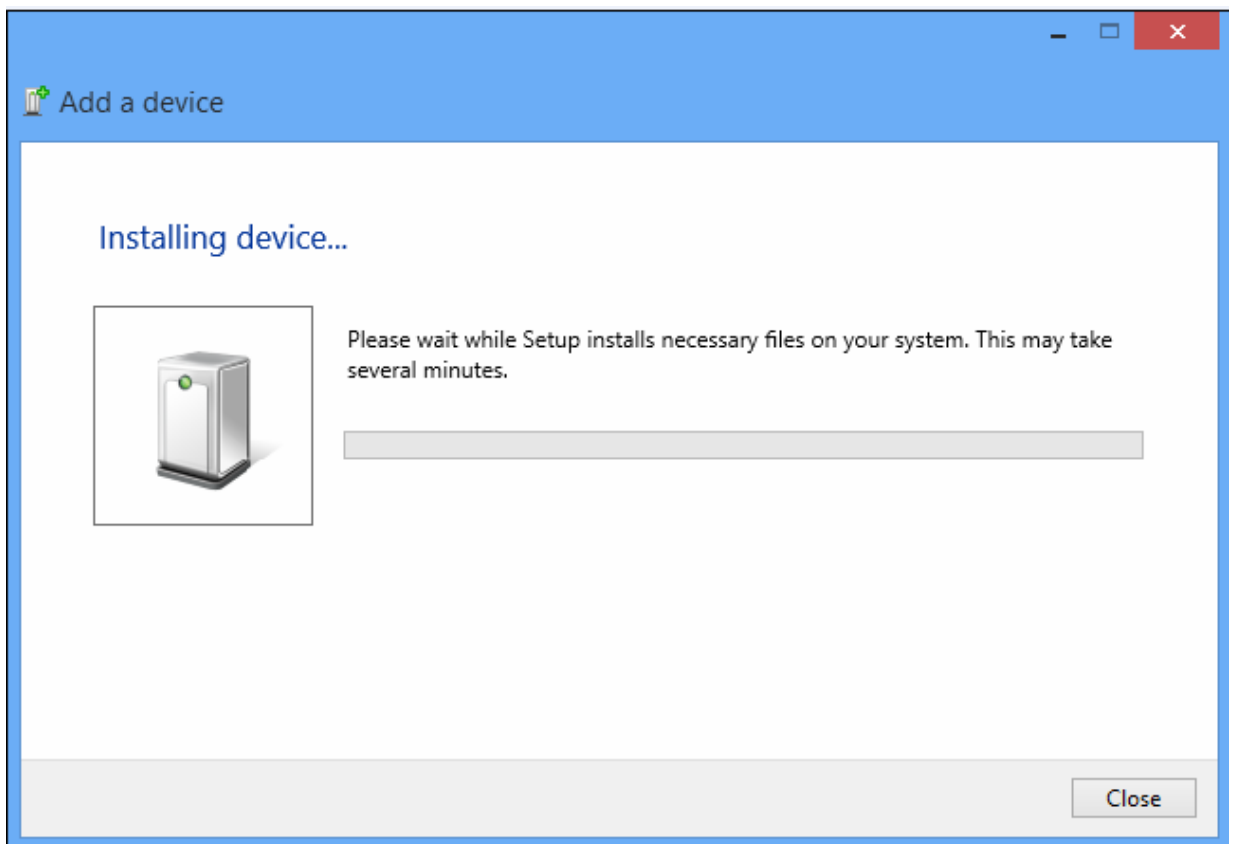 Add a device
Installing device...
Please wait while Setup installs necessary files on your system. This may take
several minutes.
Close